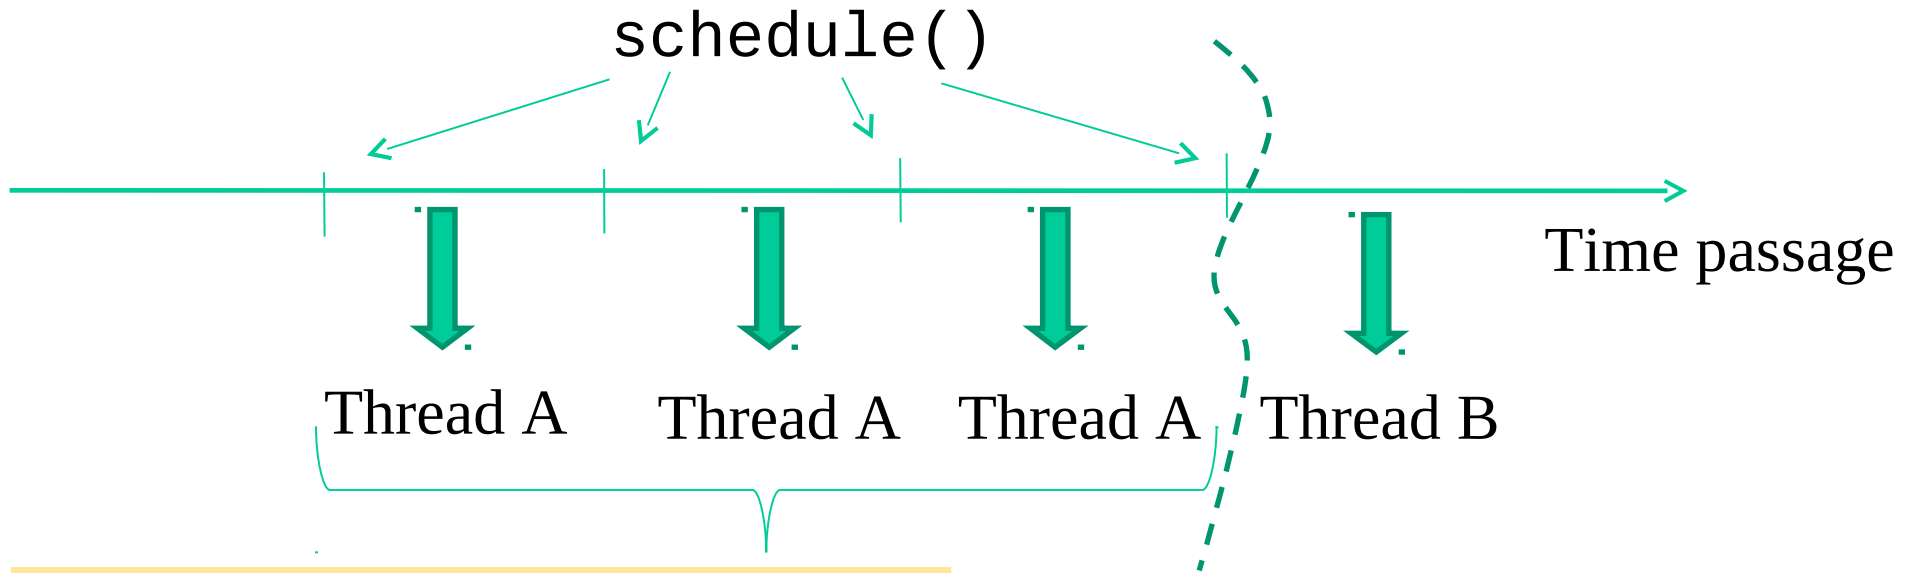 schedule()
Time passage
Thread A
Thread A
Thread A
Thread B